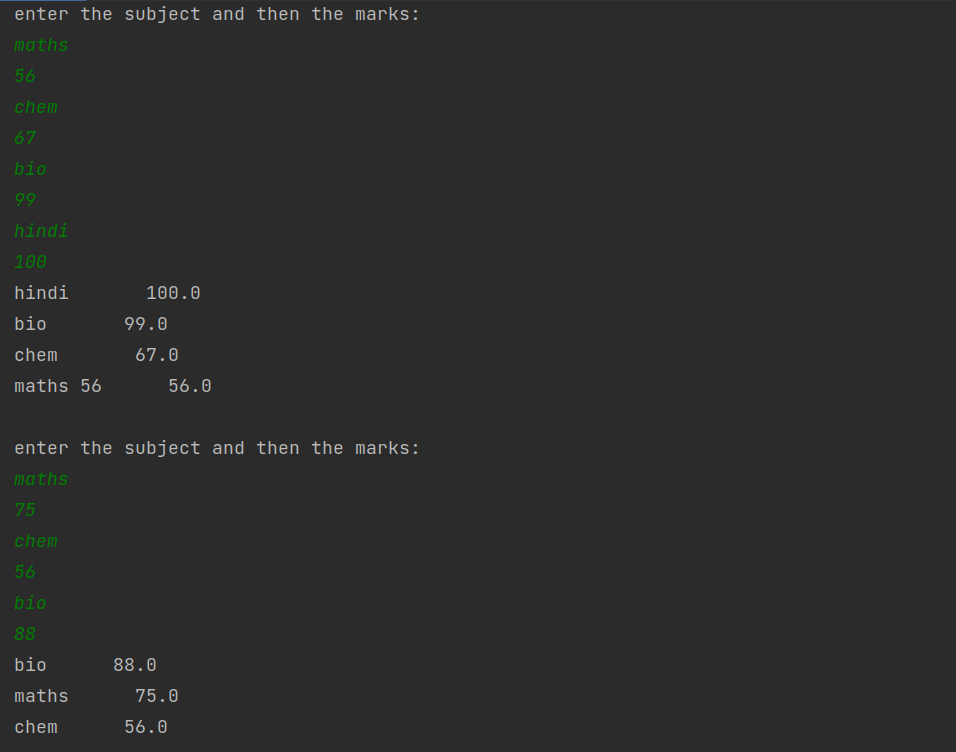 enter the subject and then the marks:
maths
56
chem
67
bio
99
hindi
100
hindi       100.0
bio       99.0
chem       67.0
maths 56      56.0
enter the subject and then the marks:
maths
75
chem
56
bio
88
bio      88.0
maths      75.0
chem      56.0